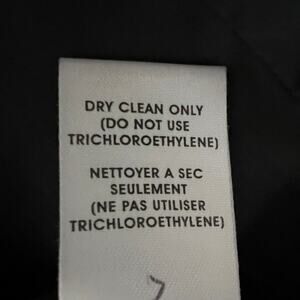 DRY CLEAN ONLY
(DO NOT USE
TRICHLOROETHYLENE)
NETTOYER A SEC
SEULEMENT
(NE PAS UTILISER
TRICHLOROETHYLENE)